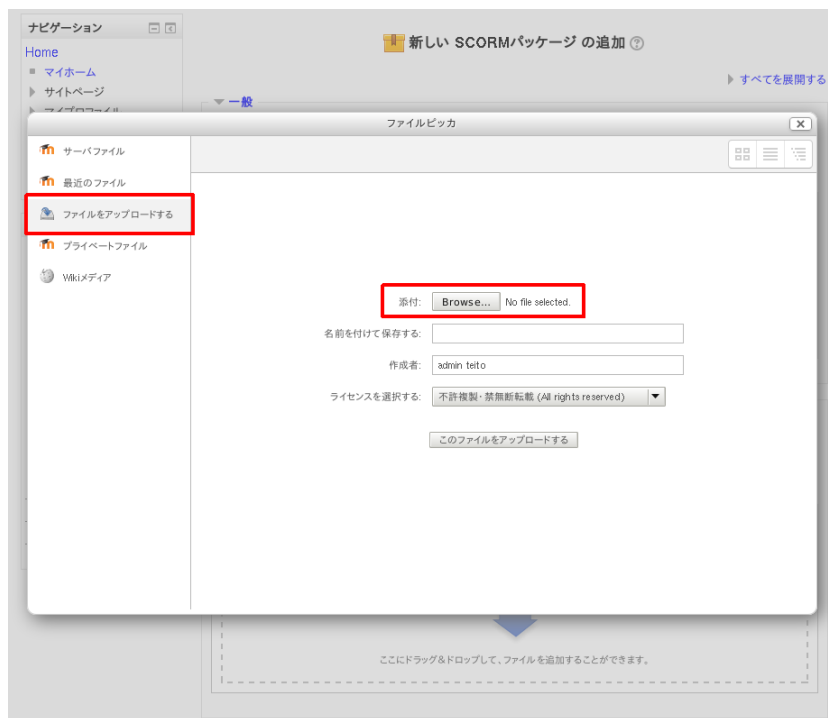 ナビゲーション
Home
マイホーム
サイトページ
マイプロファイル
新しい SCORMパッケージ の追加
すべてを展開する
一般
ファイルピッカ
サーバファイル
最近のファイル
ファイルをアップロードする
プライベートファイル
Wikiメディア
添付: Browse... No file selected.
名前を付けて保存する:
作成者: admin teito
ライセンスを選択する: 不許複製・禁無断転載 (All rights reserved)
このファイルをアップロードする
ここにドラッグ&ドロップして、ファイルを追加することができます。